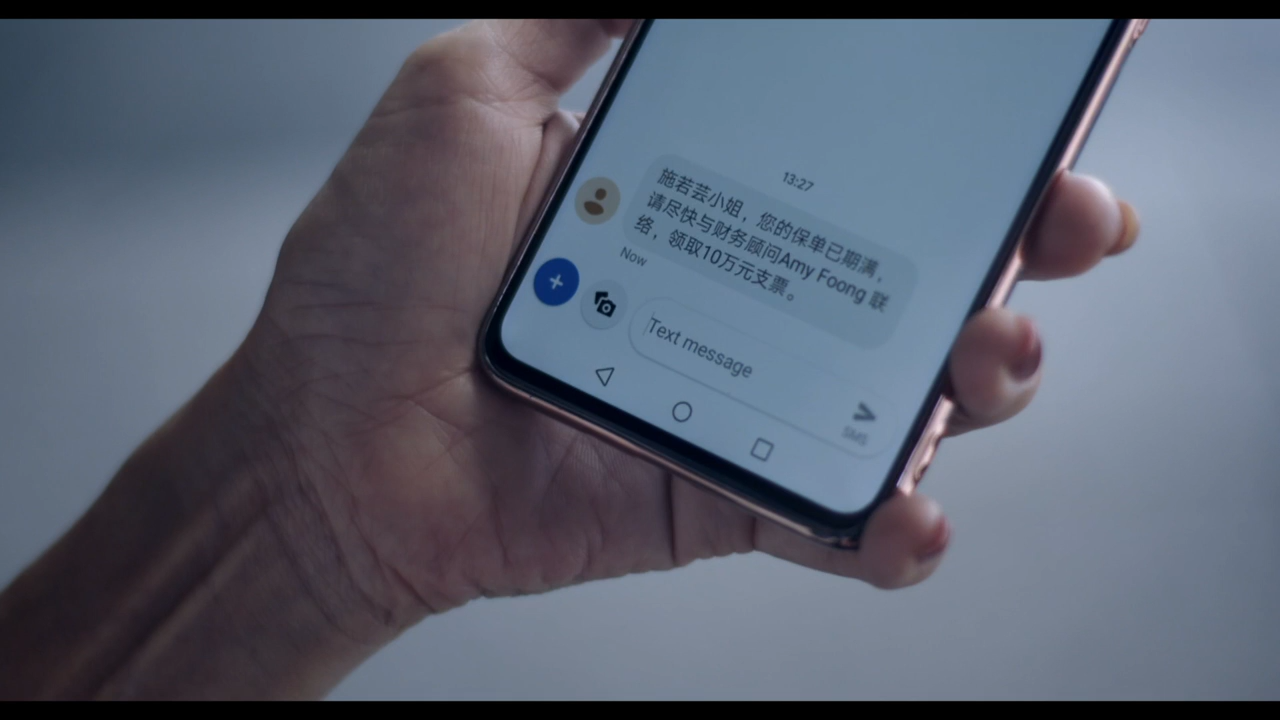 13:27
施若芸小姐，您的保单已期满，
请尽快与财务顾问Amy Foong 联
络，领取10万元支票。
Now
Text message
SMS